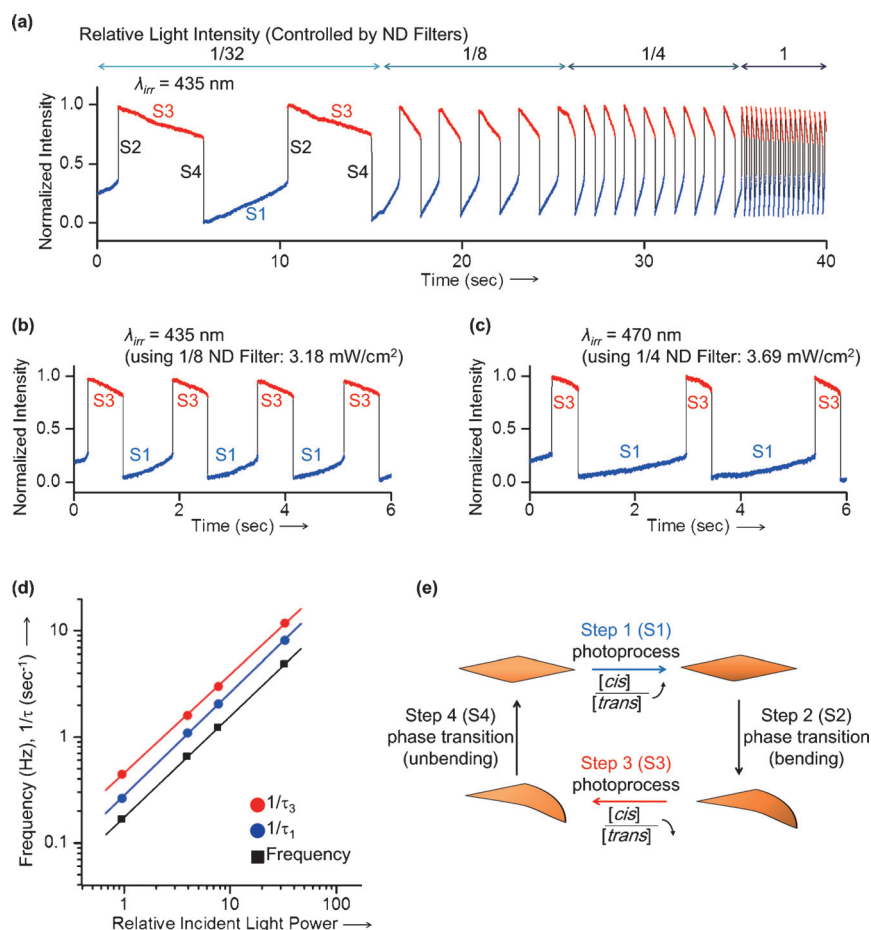 (a)
Relative Light Intensity (Controlled by ND Filters)
1/32 1/8 1/4 1
λirr = 435 nm
Normalized Intensity
1.0
0.5
0.0
S3 S3
S2 S4 S2 S4
S1
0 10 20 30 40
Time (sec) →
(b)
λirr = 435 nm
(using 1/8 ND Filter: 3.18 mW/cm²)
Normalized Intensity
1.0
0.5
0.0
S3 S3 S3 S3
S1 S1 S1
0 2 4 6
Time (sec) →
(c)
λirr = 470 nm
(using 1/4 ND Filter: 3.69 mW/cm²)
Normalized Intensity
1.0
0.5
0.0
S3 S3 S3
S1 S1
0 2 4 6
Time (sec) →
(d)
Frequency (Hz), 1/τ (sec⁻¹) →
10
1
0.1
1/τ3
1/τ1
Frequency
1 10 100
Relative Incident Light Power →
(e)
Step 1 (S1)
photoprocess
[cis]
[trans]
Step 4 (S4)
phase transition
(unbending)
Step 2 (S2)
phase transition
(bending)
Step 3 (S3)
photoprocess
[cis]
[trans]